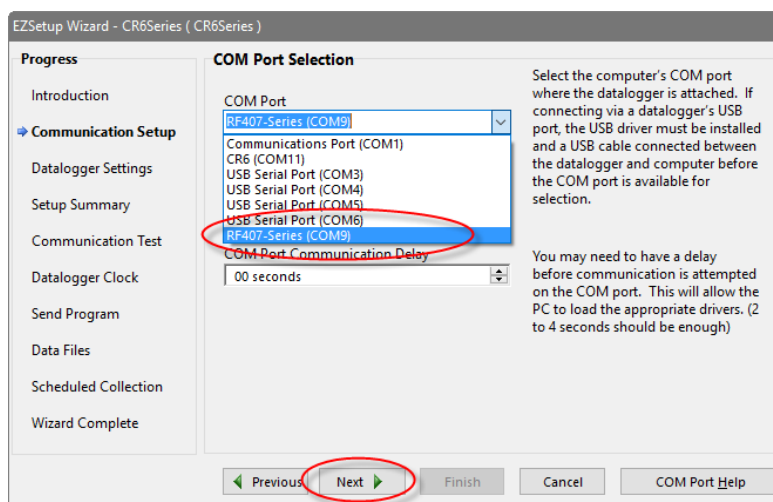 EZSetup Wizard - CR6Series ( CR6Series )
Progress
Introduction
Communication Setup
Datalogger Settings
Setup Summary
Communication Test
Datalogger Clock
Send Program
Data Files
Scheduled Collection
Wizard Complete
COM Port Selection
COM Port
RF407-Series (COM9)
Communications Port (COM1)
CR6 (COM11)
USB Serial Port (COM3)
USB Serial Port (COM4)
USB Serial Port (COM5)
USB Serial Port (COM6)
RF407-Series (COM9)
COM Port Communication Delay
00 seconds
Select the computer's COM port
where the datalogger is attached. If
connecting via a datalogger's USB
port, the USB driver must be installed
and a USB cable connected between
the datalogger and computer before
the COM port is available for
selection.
You may need to have a delay
before communication is attempted
on the COM port. This will allow the
PC to load the appropriate drivers. (2
to 4 seconds should be enough)
Previous
Next
Finish
Cancel
COM Port Help